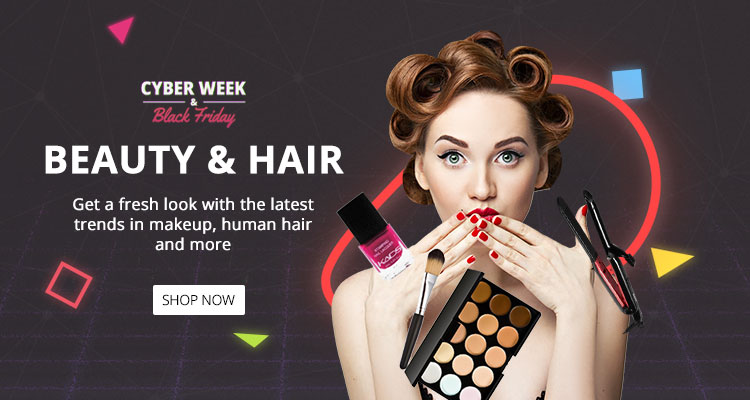 CYBER WEEK
&
Black Friday
BEAUTY & HAIR
Get a fresh look with the latest
trends in makeup, human hair
and more
SHOP NOW
KADS